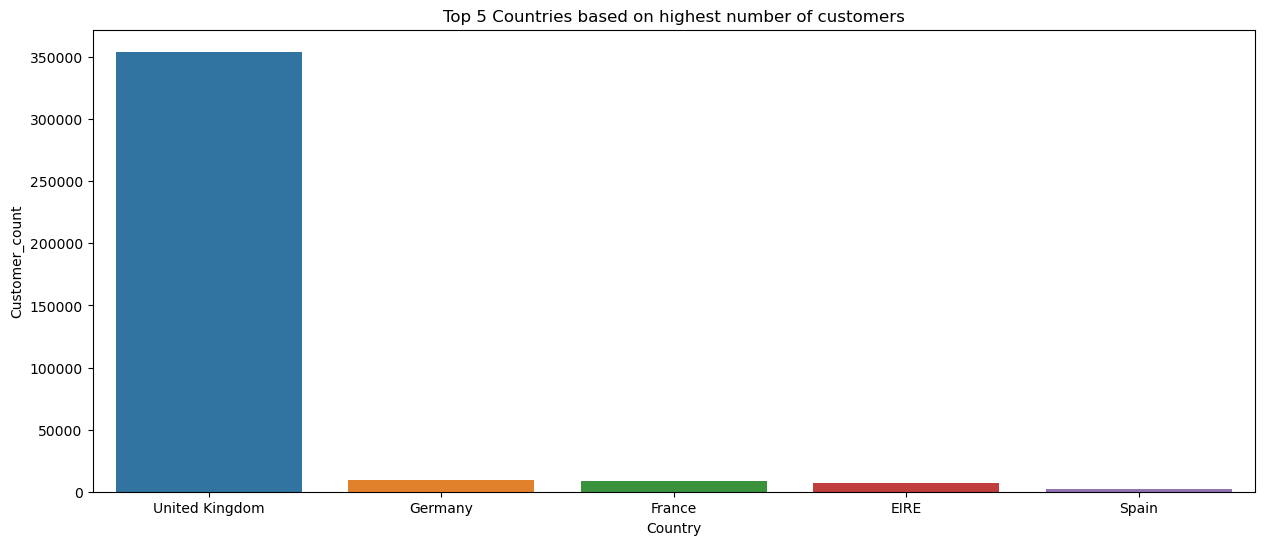 Top 5 Countries based on highest number of customers
Customer_count
350000
300000
250000
200000
150000
100000
50000
0
United Kingdom Germany France EIRE Spain
Country